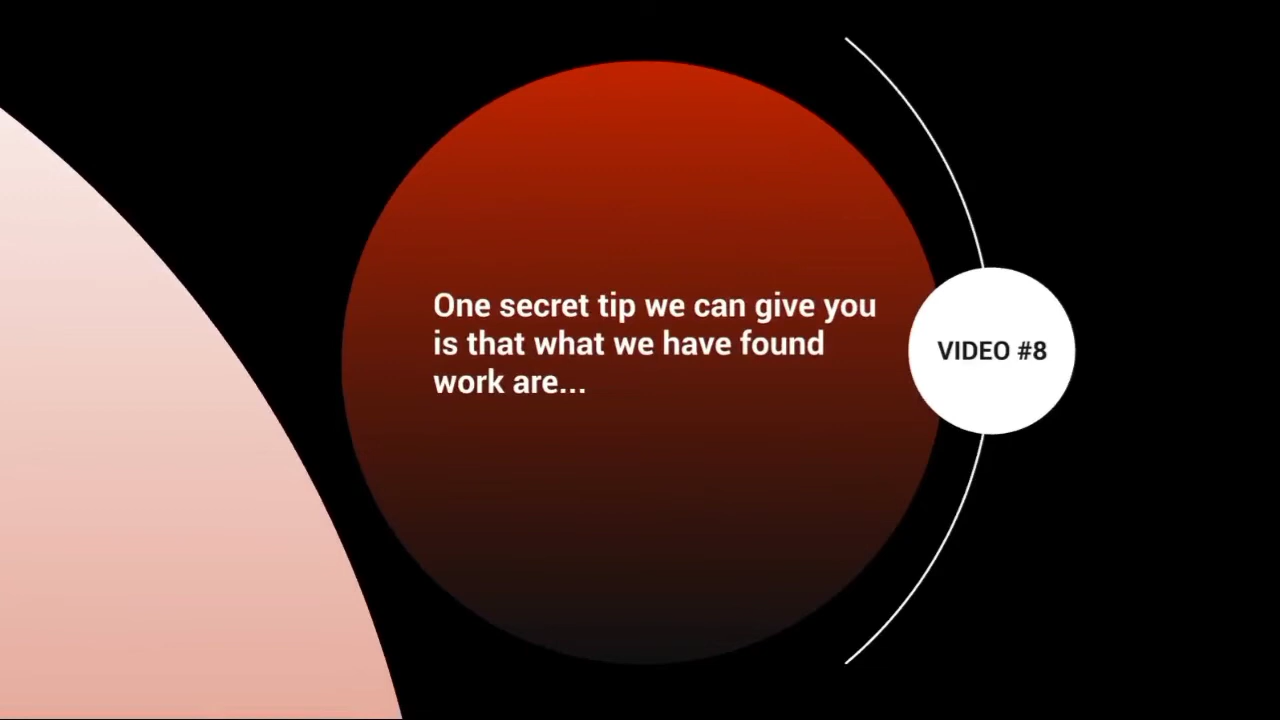 One secret tip we can give you
is that what we have found
work are...
VIDEO #8